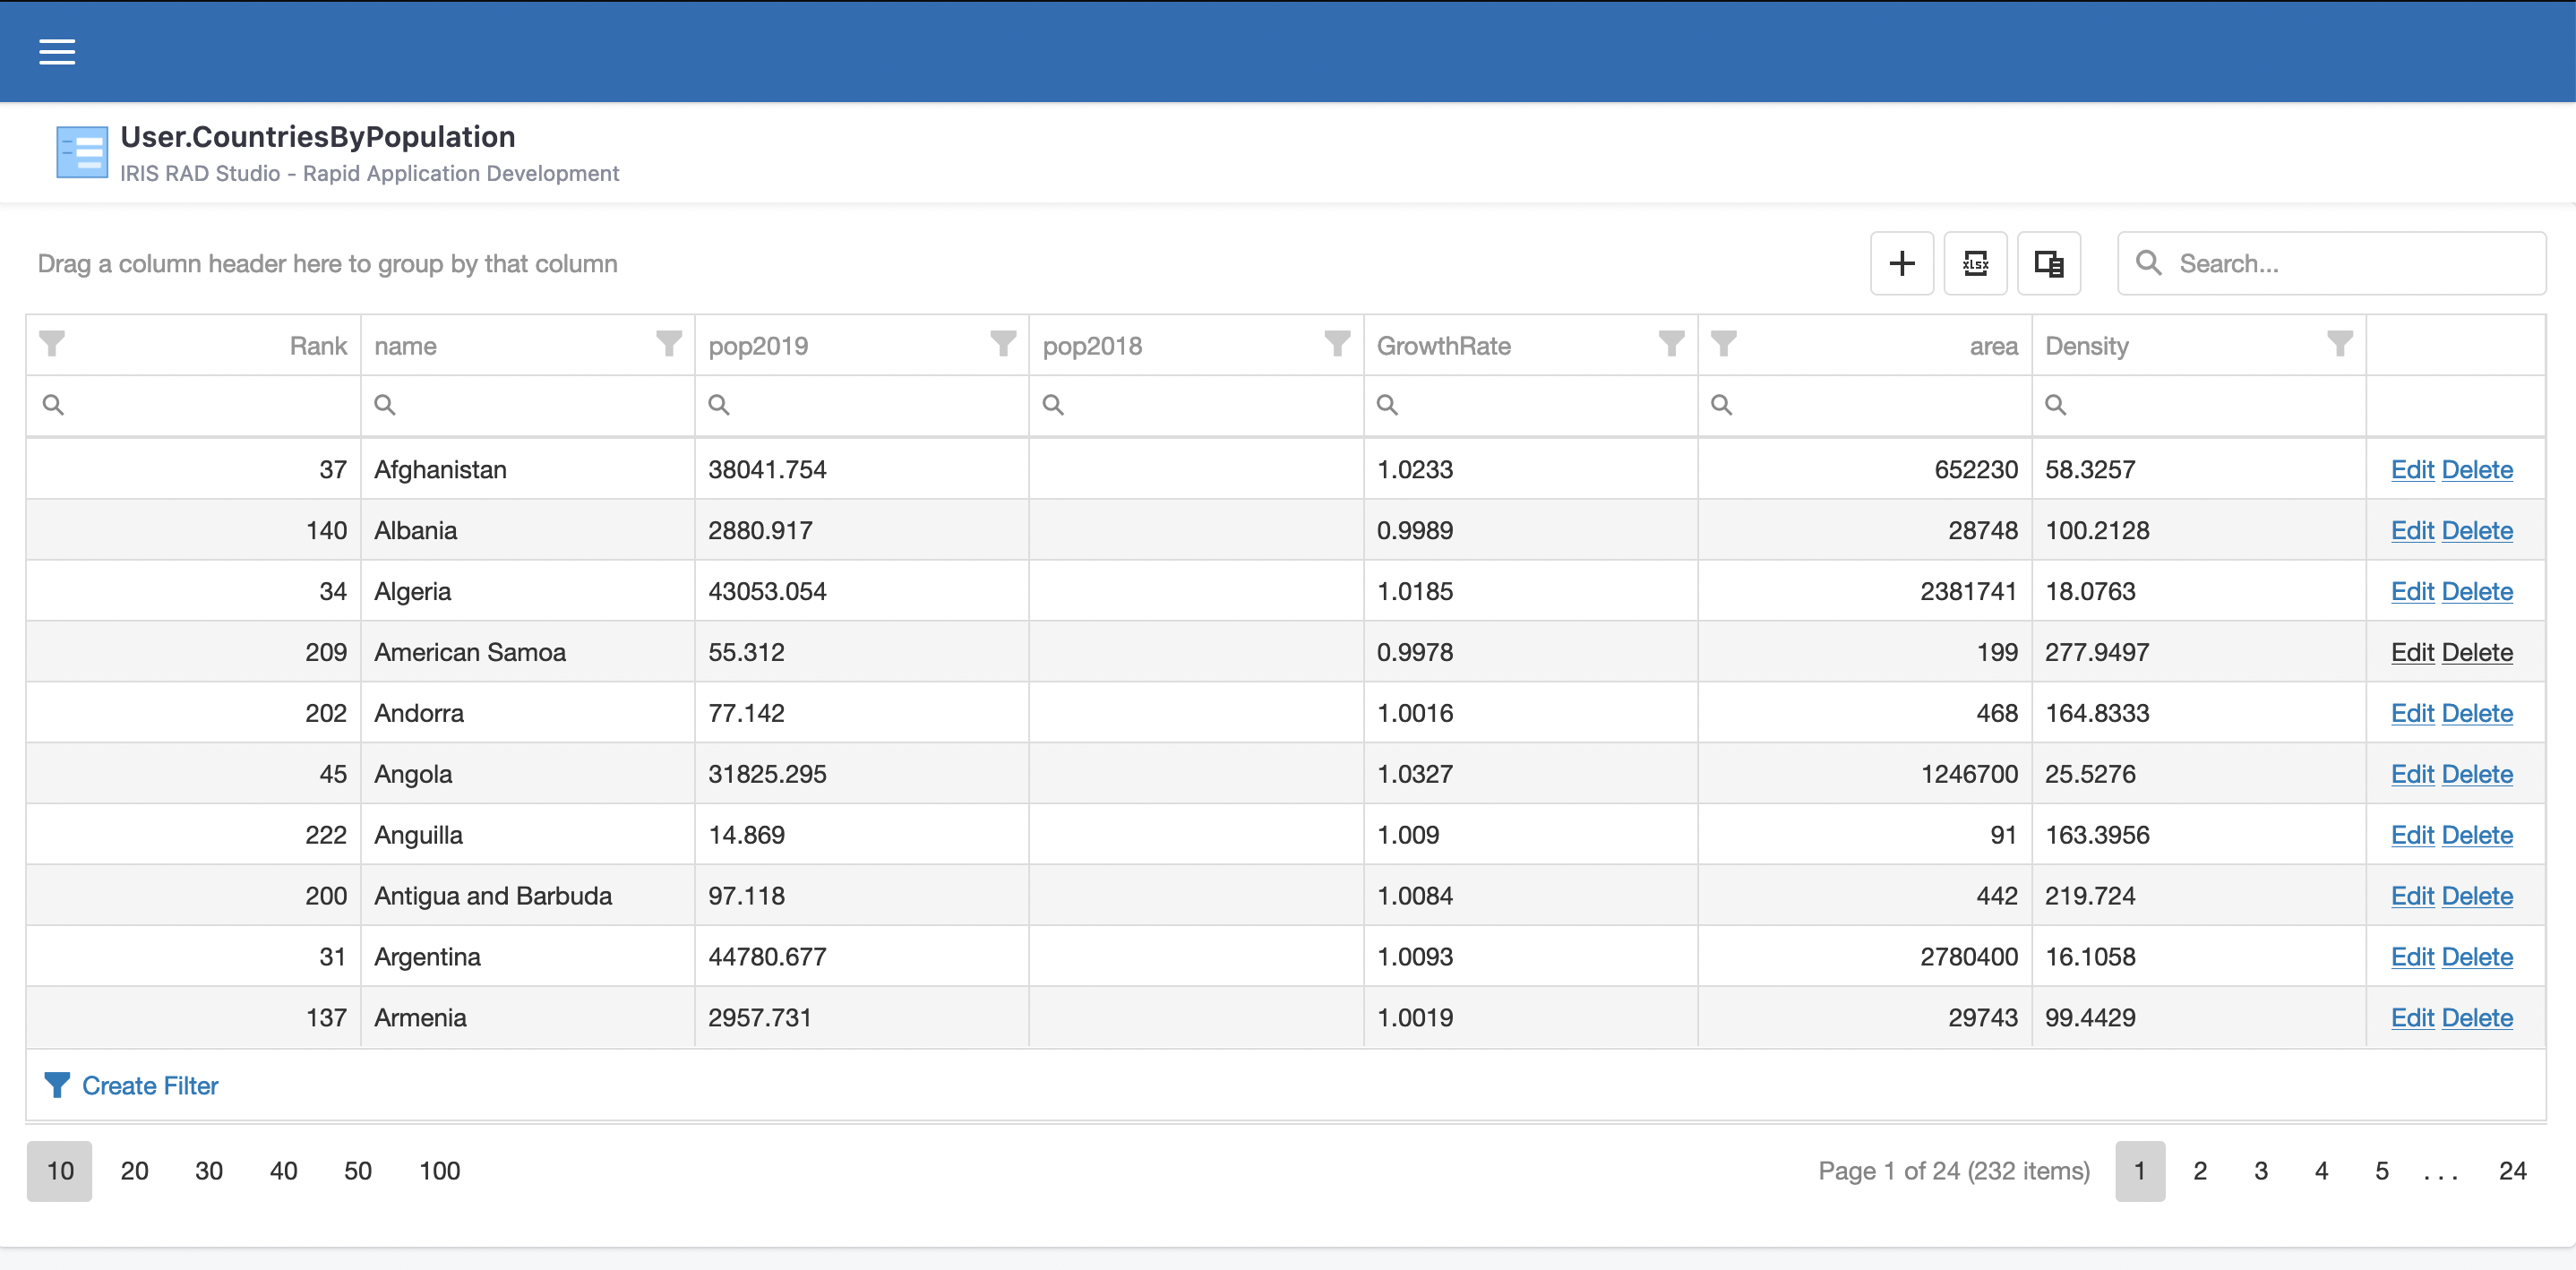 User.CountriesByPopulation
IRIS RAD Studio - Rapid Application Development
Drag a column header here to group by that column
XLSX
Search...
Rank name pop2019 pop2018 GrowthRate area Density
37 Afghanistan 38041.754 1.0233 652230 58.3257 Edit Delete
140 Albania 2880.917 0.9989 28748 100.2128 Edit Delete
34 Algeria 43053.054 1.0185 2381741 18.0763 Edit Delete
209 American Samoa 55.312 0.9978 199 277.9497 Edit Delete
202 Andorra 77.142 1.0016 468 164.8333 Edit Delete
45 Angola 31825.295 1.0327 1246700 25.5276 Edit Delete
222 Anguilla 14.869 1.009 91 163.3956 Edit Delete
200 Antigua and Barbuda 97.118 1.0084 442 219.724 Edit Delete
31 Argentina 44780.677 1.0093 2780400 16.1058 Edit Delete
137 Armenia 2957.731 1.0019 29743 99.4429 Edit Delete
Create Filter
10 20 30 40 50 100 Page 1 of 24 (232 items) 1 2 3 4 5 ... 24